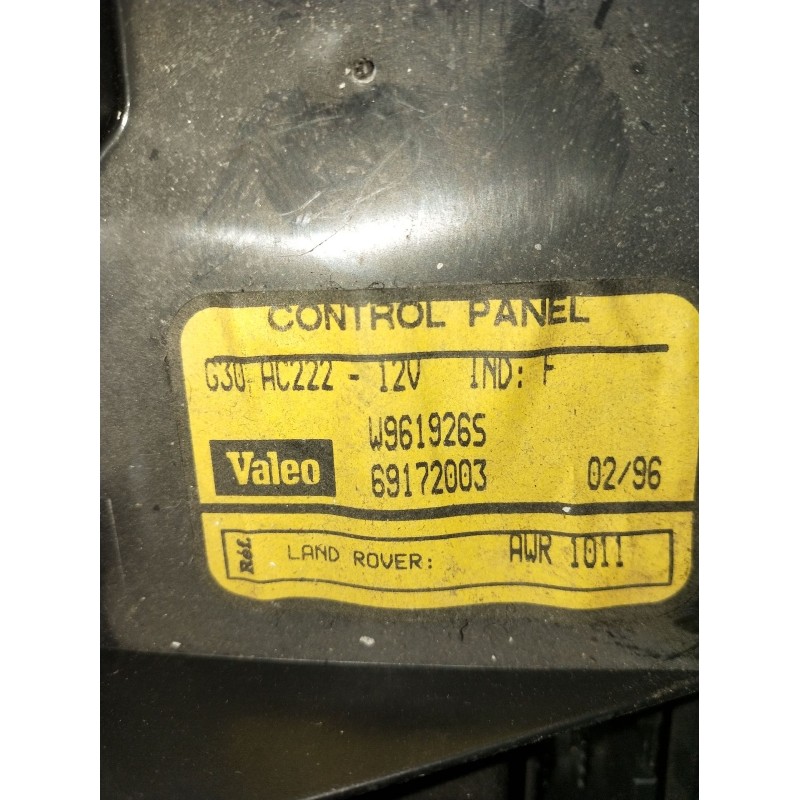 CONTROL PANEL
G30 AC222 - 12V IND: F
W961926S
Valeo 69172003 02/96
Réf. LAND ROVER: AWR 1011